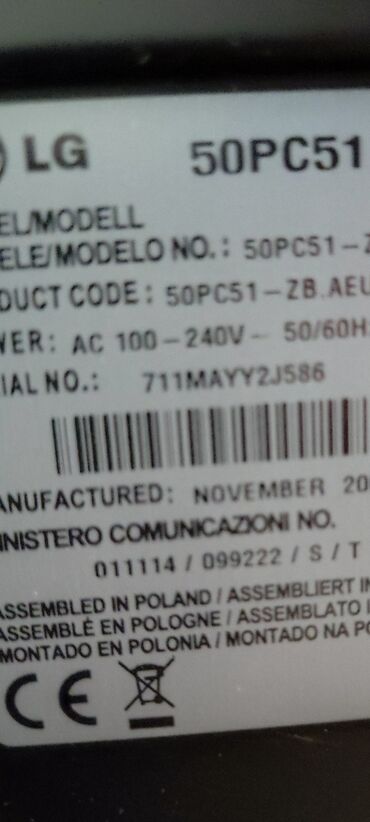 LG 50PC51
EL/MODELL
ELE/MODELO NO.: 50PC51-Z
DUCT CODE: 50PC51-ZB.AEU
WER: AC 100-240V~ 50/60Hz
IAL NO.: 711MAYY2J586
ANUFACTURED: NOVEMBER 20
INISTERO COMUNICAZIONI NO.
011114 / 099222 / S / T
ASSEMBLED IN POLAND / ASSEMBLIERT IN
ASSEMBLÉ EN POLOGNE / ASSEMBLATO I
MONTADO EN POLONIA / MONTADO NA PO
CE